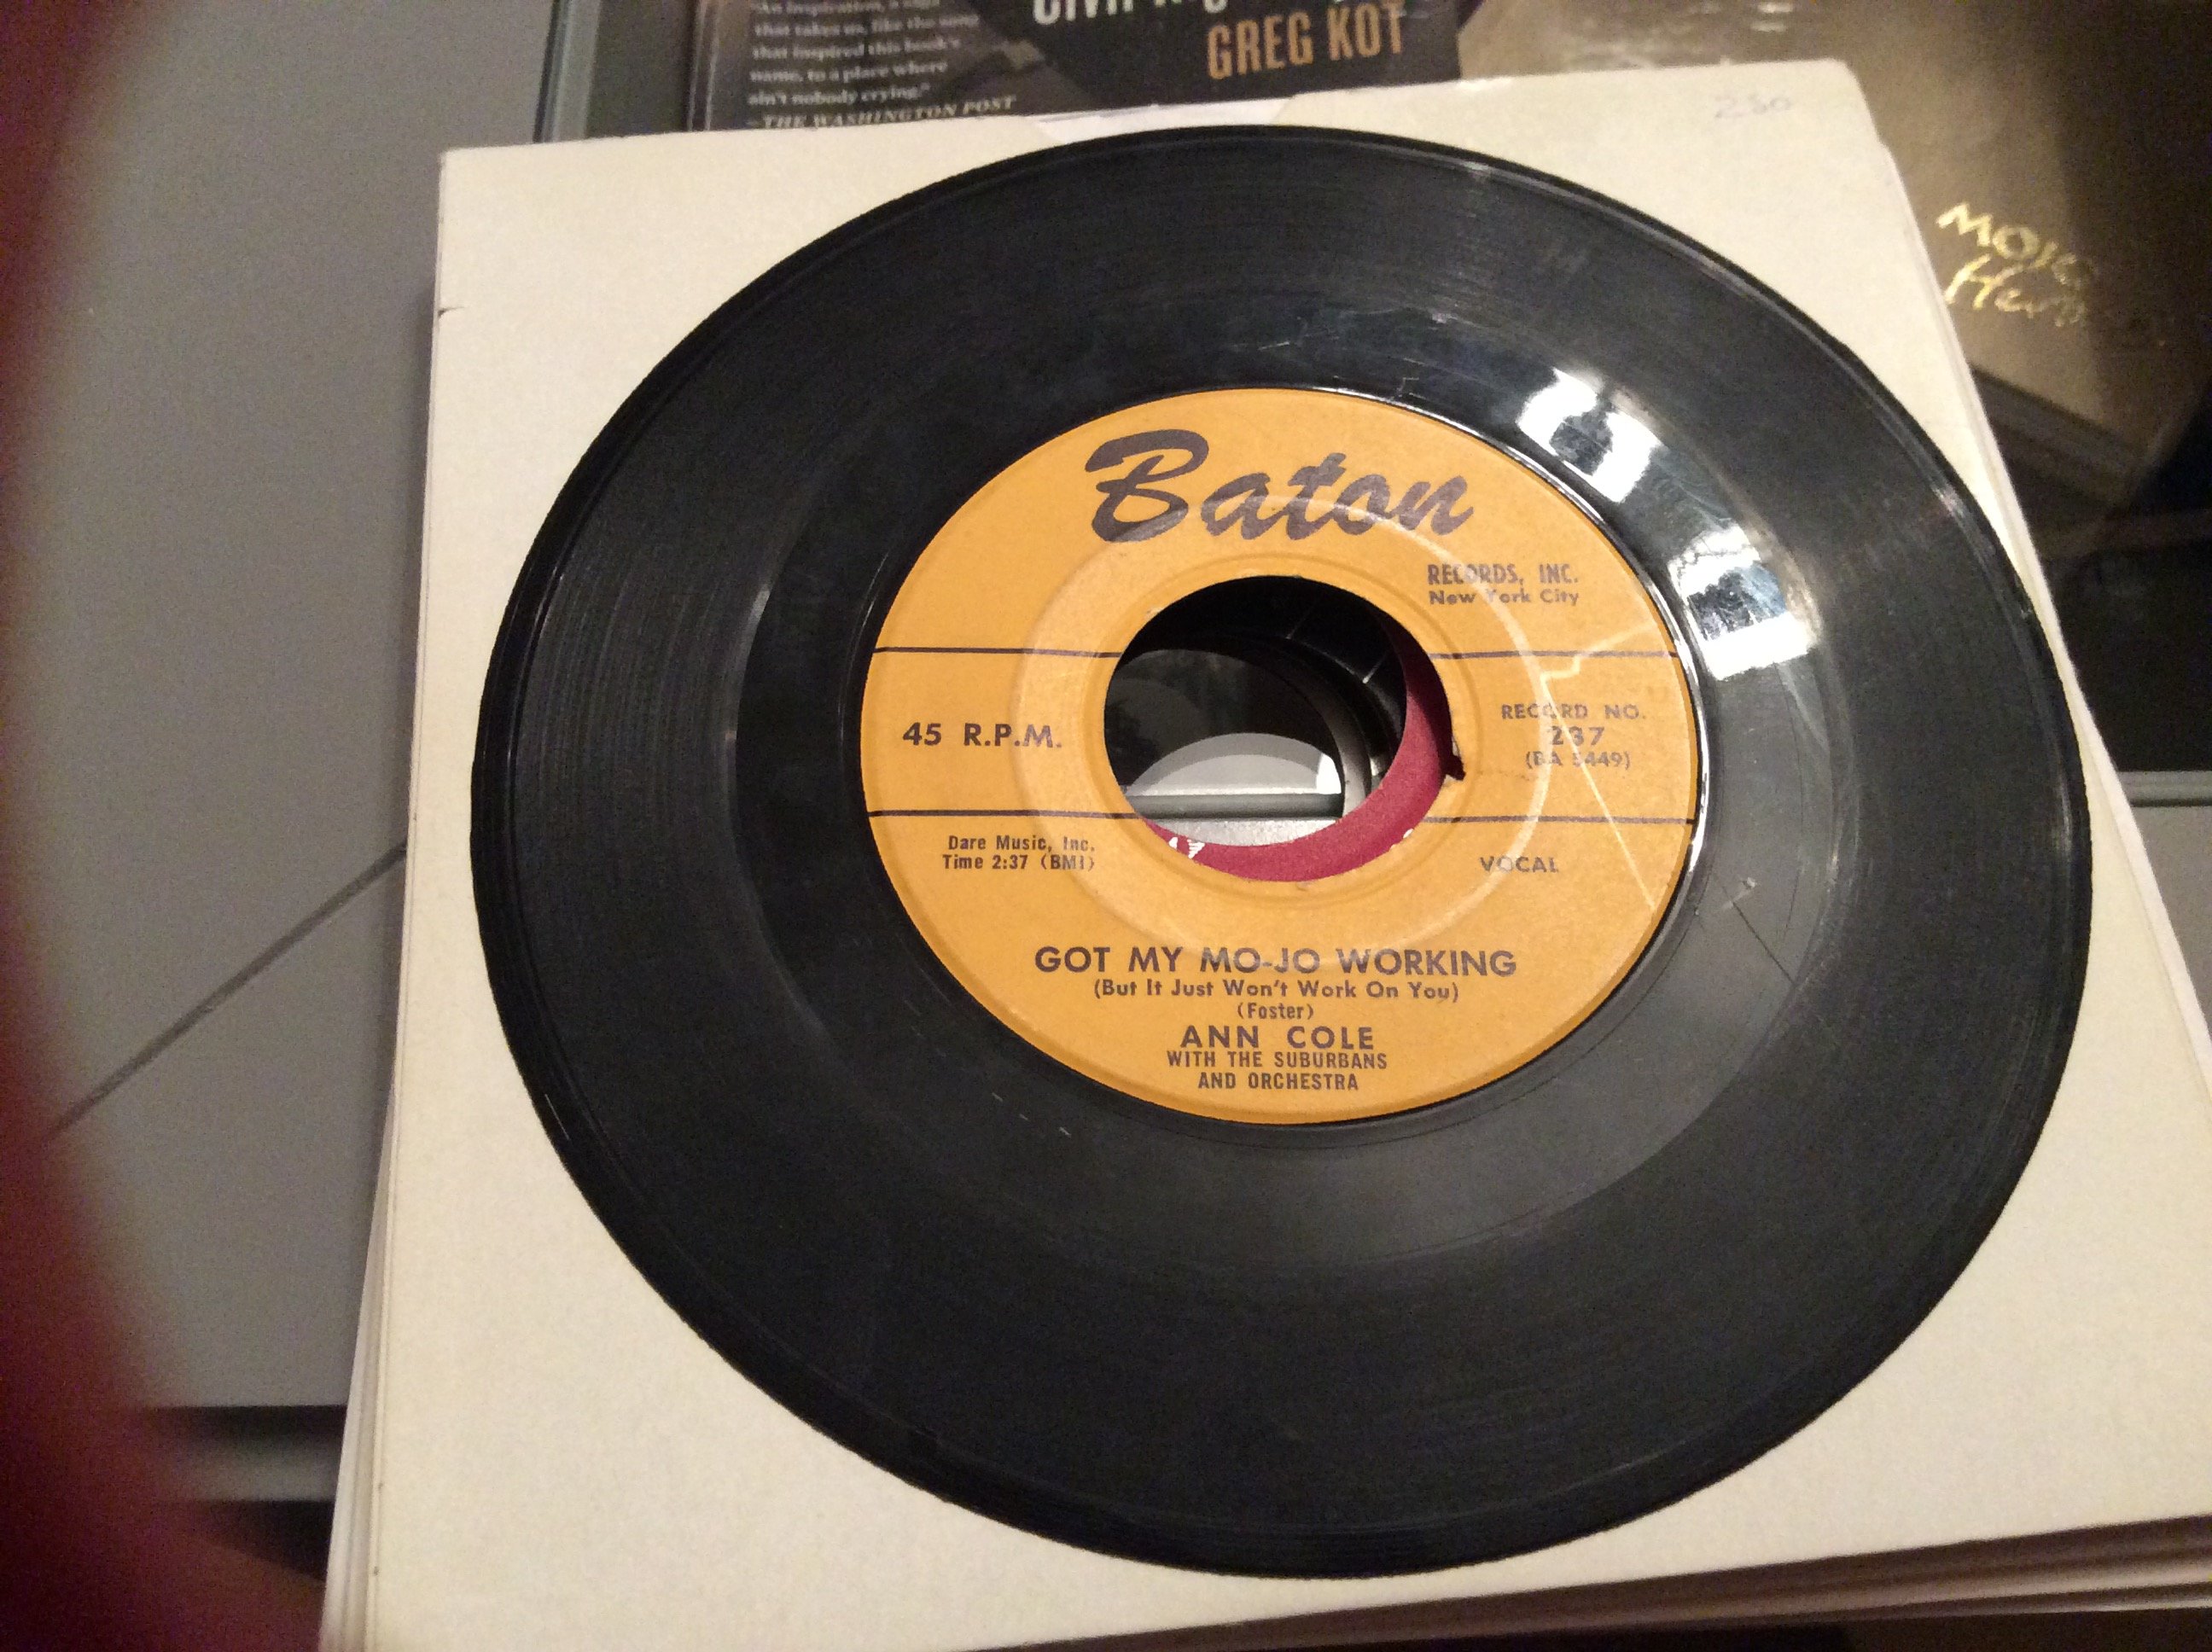 "An inspiration, a
that takes us, like the song
that inspired this book's
name, to a place where
ain't nobody crying."
—THE WASHINGTON POST
GREG KOT
230
MOJO
Baton
RECORDS, INC.
New York City
45 R.P.M.
RECORD NO.
237
(BA 5449)
Dare Music, Inc.
Time 2:37 (BMI)
VOCAL
GOT MY MO-JO WORKING
(But It Just Won't Work On You)
(Foster)
ANN COLE
WITH THE SUBURBANS
AND ORCHESTRA